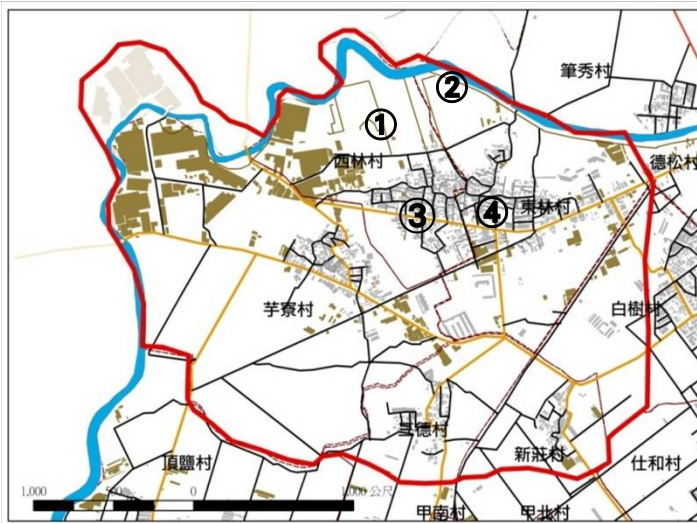 筆秀村
②
①
西林村
德松村
③
④
東林村
芋寮村
白樹村
三德村
新莊村
頂鹽村
仕和村
1,000 500 0 1,000 公尺
甲南村
甲北村